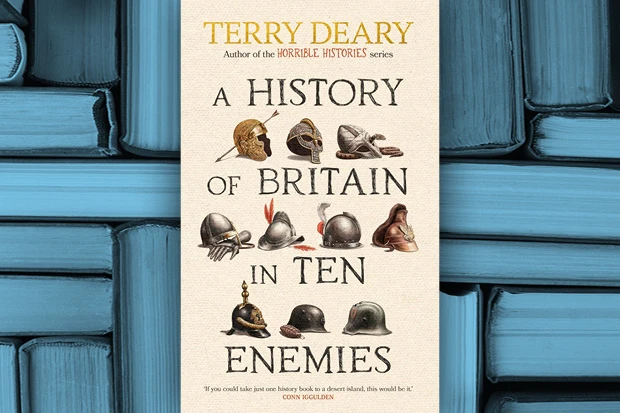 TERRY DEARY
Author of the HORRIBLE HISTORIES series
A HISTORY
OF BRITAIN
IN TEN
ENEMIES
‘If you could take just one history book to a desert island, this would be it.’
CONN IGGULDEN